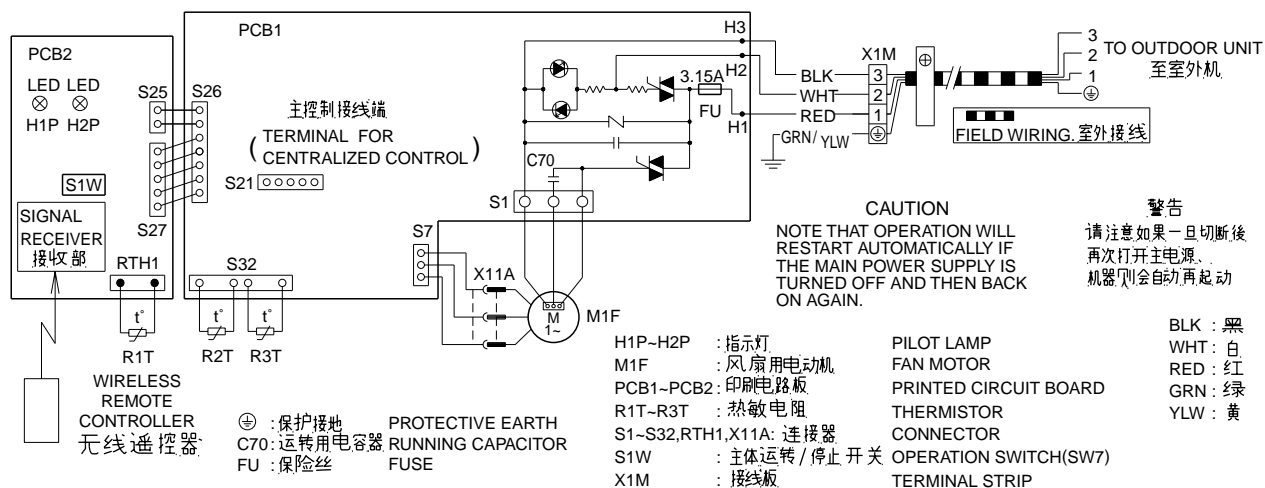 PCB2
LED LED
H1P H2P
S1W
SIGNAL
RECEIVER
接收部
S25
S26
S27
RTH1
t°
R1T
WIRELESS
REMOTE
CONTROLLER
无线遥控器
PCB1
主控制接线端
( TERMINAL FOR
CENTRALIZED CONTROL )
S21
S32
t°
t°
R2T
R3T
S7
X11A
M
1~
M1F
S1
C70
3.15A
FU
H3
H2
H1
BLK
WHT
RED
GRN/ YLW
X1M
3
2
1
3
2
1
TO OUTDOOR UNIT
至室外机
FIELD WIRING. 室外接线
CAUTION
NOTE THAT OPERATION WILL
RESTART AUTOMATICALLY IF
THE MAIN POWER SUPPLY IS
TURNED OFF AND THEN BACK
ON AGAIN.
警告
请注意如果一旦切断後
再次打开主电源、
机器则会自动再起动
: 保护接地 PROTECTIVE EARTH
C70: 运转用电容器 RUNNING CAPACITOR
FU : 保险丝 FUSE
H1P~H2P : 指示灯 PILOT LAMP
M1F : 风扇用电动机 FAN MOTOR
PCB1~PCB2 : 印刷电路板 PRINTED CIRCUIT BOARD
R1T~R3T : 热敏电阻 THERMISTOR
S1~S32,RTH1,X11A: 连接器 CONNECTOR
S1W : 主体运转/停止开关 OPERATION SWITCH(SW7)
X1M : 接线板 TERMINAL STRIP
BLK : 黑
WHT : 白
RED : 红
GRN : 绿
YLW : 黄